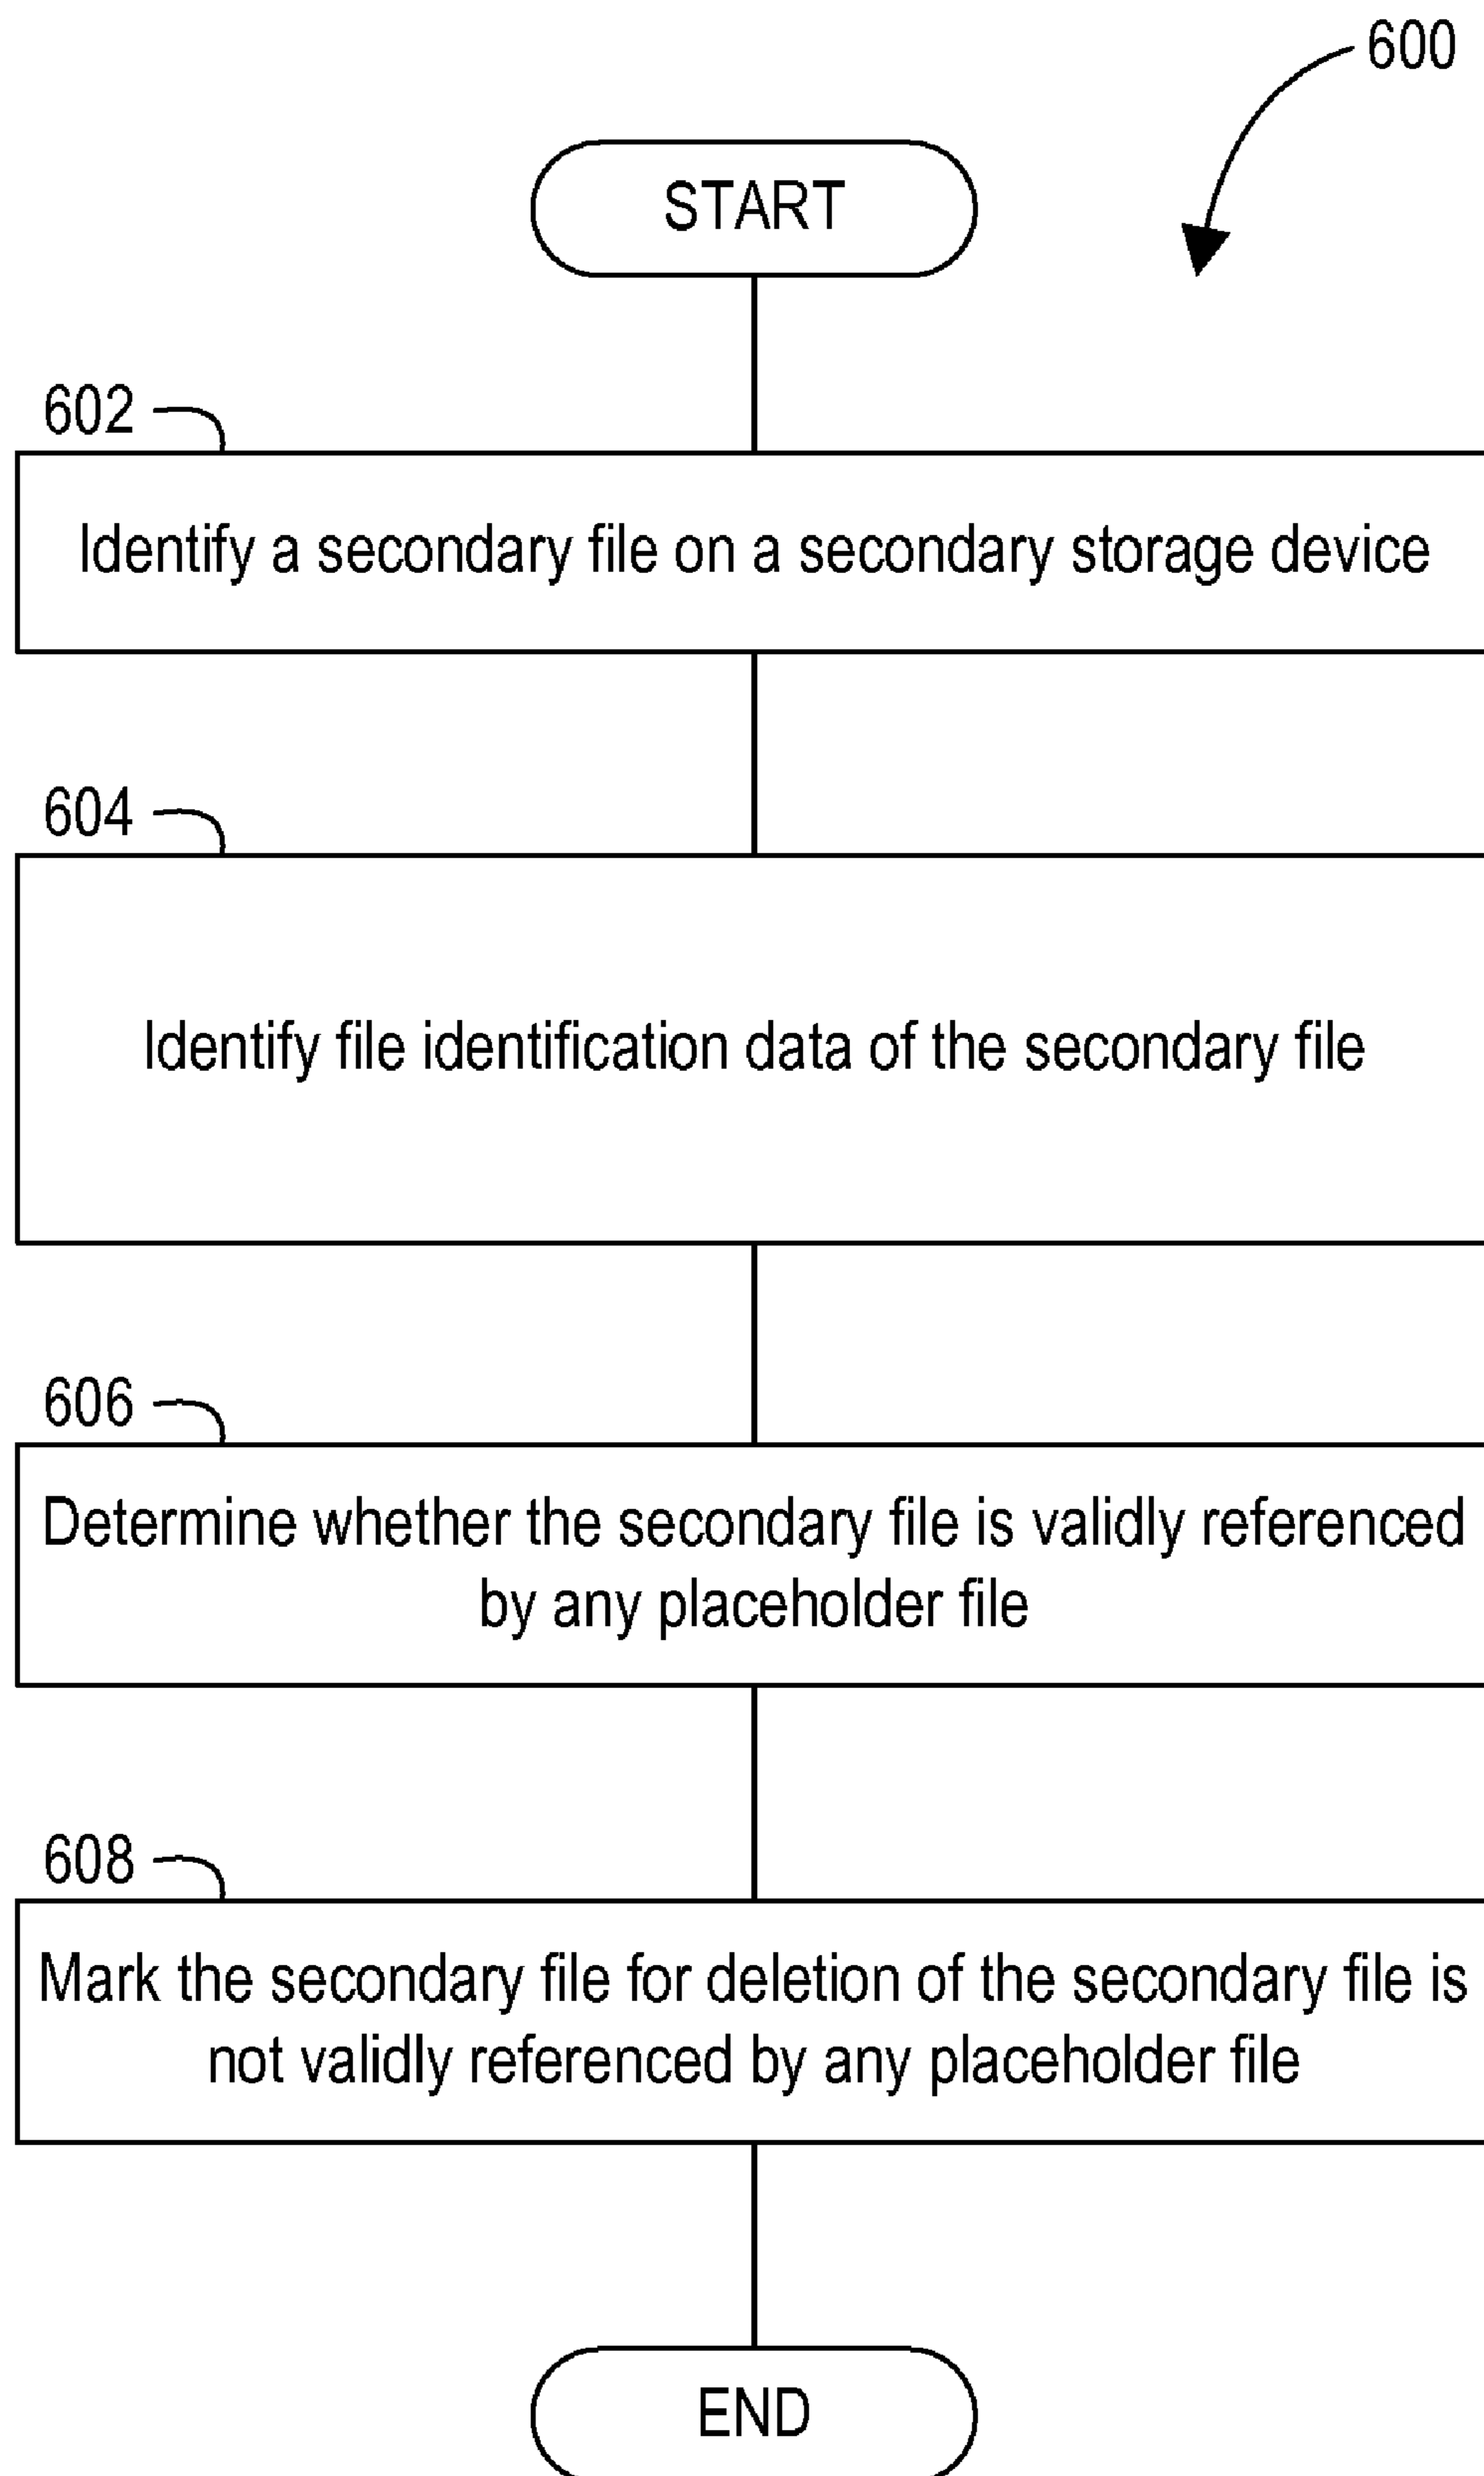 600
START
602
Identify a secondary file on a secondary storage device
604
Identify file identification data of the secondary file
606
Determine whether the secondary file is validly referenced
by any placeholder file
608
Mark the secondary file for deletion of the secondary file is
not validly referenced by any placeholder file
END